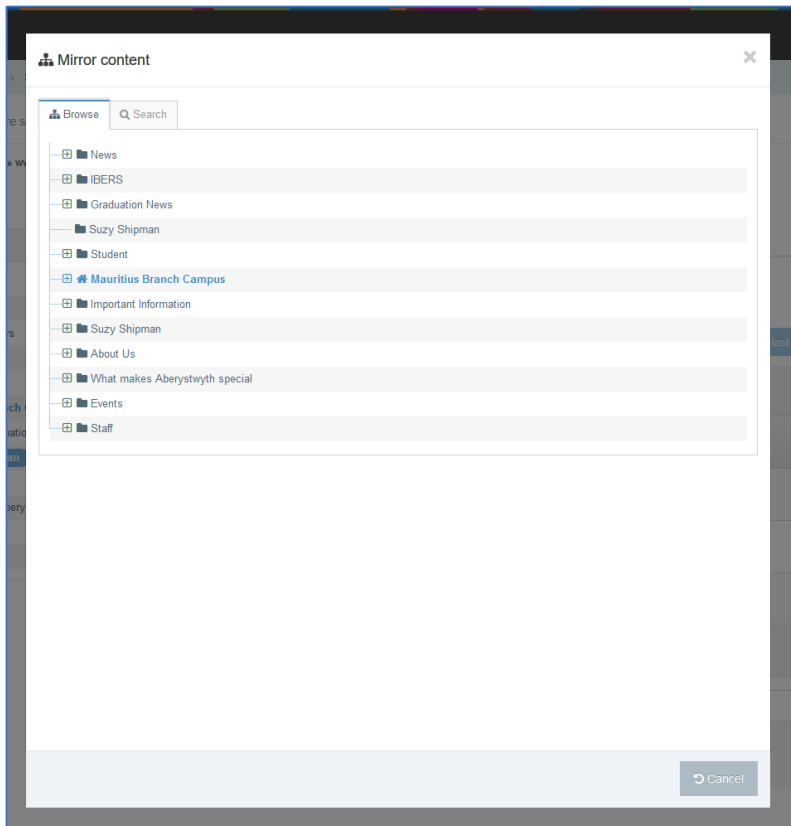 Mirror content
Browse
Search
News
IBERS
Graduation News
Suzy Shipman
Student
Mauritius Branch Campus
Important Information
Suzy Shipman
About Us
What makes Aberystwyth special
Events
Staff
Cancel
last